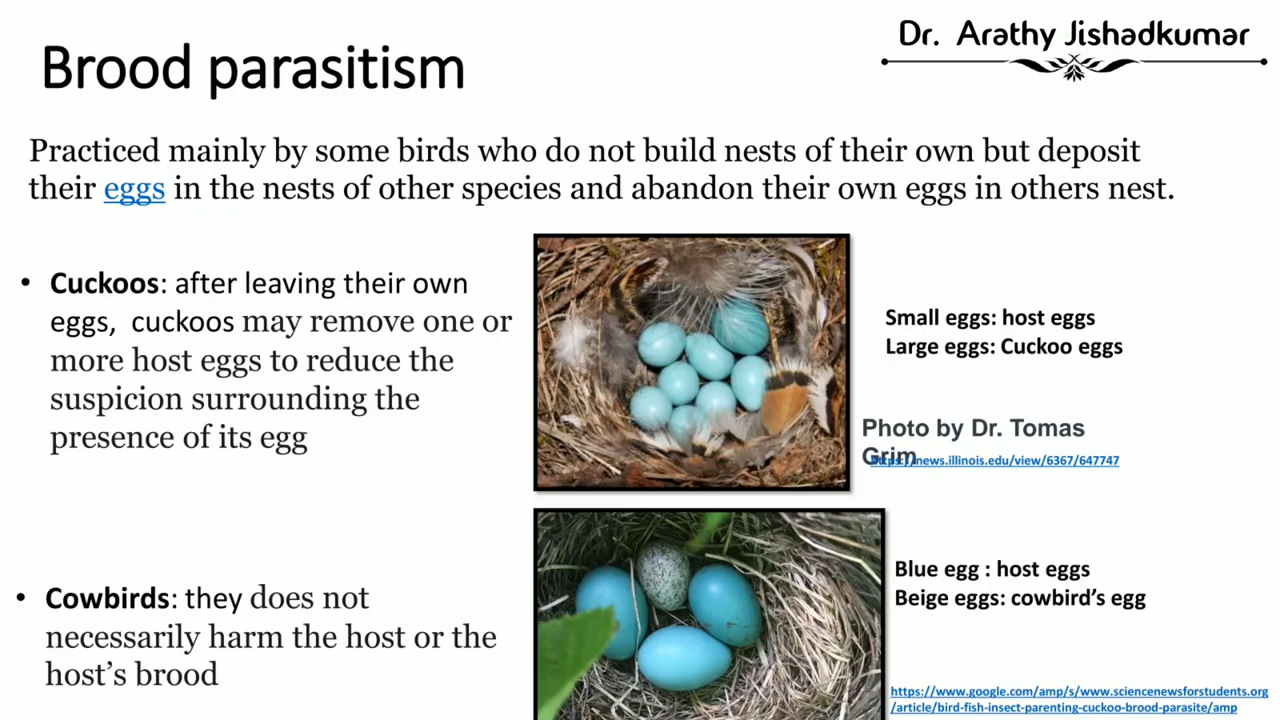 Dr. Arathy Jishadkumar
Brood parasitism
Practiced mainly by some birds who do not build nests of their own but deposit
their eggs in the nests of other species and abandon their own eggs in others nest.
• Cuckoos: after leaving their own
eggs, cuckoos may remove one or
more host eggs to reduce the
suspicion surrounding the
presence of its egg
Small eggs: host eggs
Large eggs: Cuckoo eggs
Photo by Dr. Tomas
Grim
https://news.illinois.edu/view/6367/647747
• Cowbirds: they does not
necessarily harm the host or the
host's brood
Blue egg : host eggs
Beige eggs: cowbird's egg
https://www.google.com/amp/s/www.sciencenewsforstudents.org
/article/bird-fish-insect-parenting-cuckoo-brood-parasite/amp